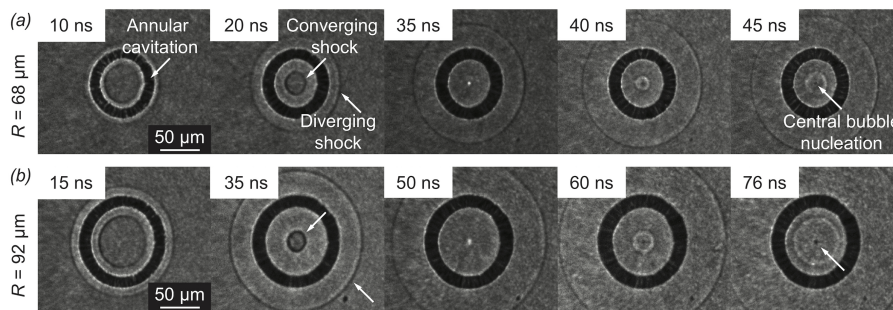 (a)
R = 68 μm
10 ns
Annular
cavitation
50 μm
20 ns
Converging
shock
Diverging
shock
35 ns
40 ns
45 ns
Central bubble
nucleation
(b)
R = 92 μm
15 ns
50 μm
35 ns
50 ns
60 ns
76 ns